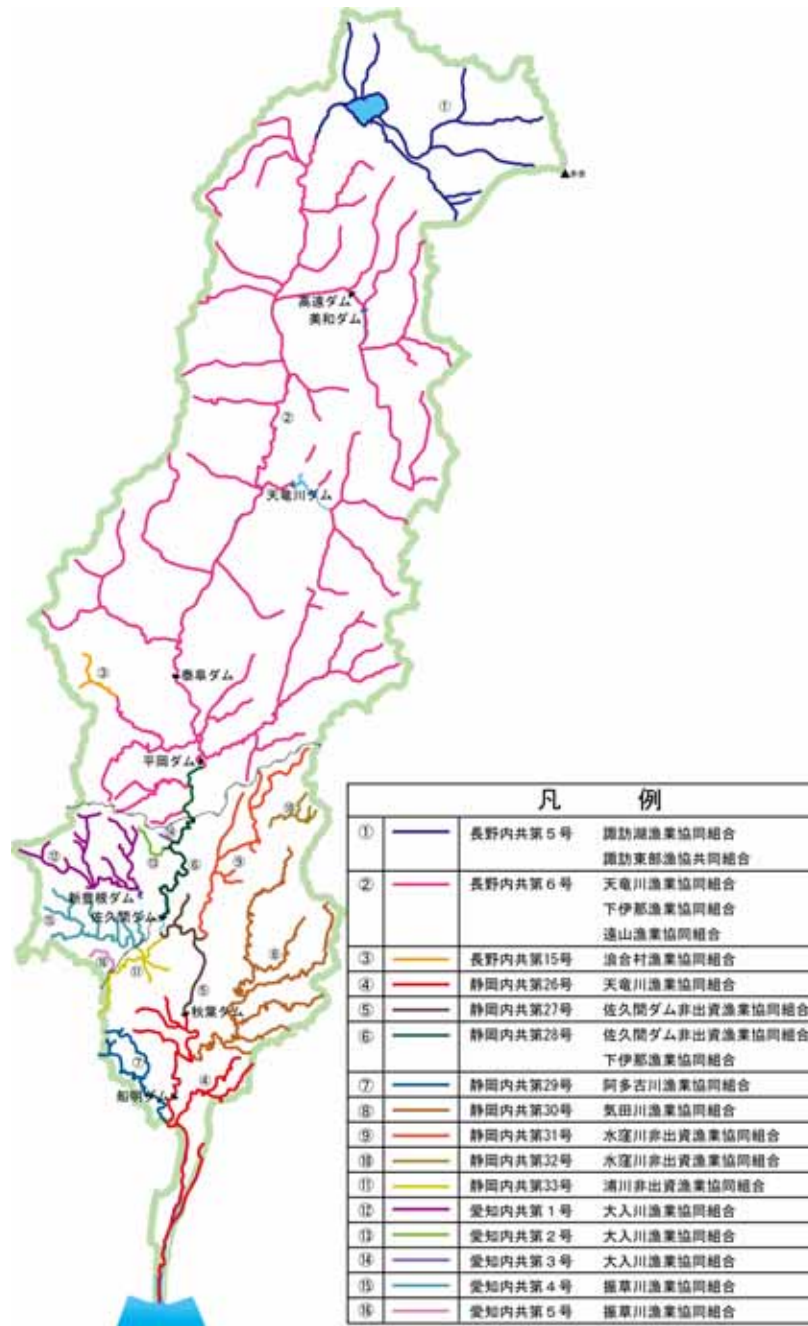 ①
赤岳
高遠ダム
美和ダム
②
天竜川ダム
③
泰阜ダム
平岡ダム
⑭
⑩
⑫
⑬
⑥
⑨
新豊根ダム
佐久間ダム
⑮
⑧
⑯
⑪
⑤
秋葉ダム
⑦
④
船明ダム
凡 例
① 長野内共第5号 諏訪湖漁業協同組合
諏訪東部漁協共同組合
② 長野内共第6号 天竜川漁業協同組合
下伊那漁業協同組合
遠山漁業協同組合
③ 長野内共第15号 浪合村漁業協同組合
④ 静岡内共第26号 天竜川漁業協同組合
⑤ 静岡内共第27号 佐久間ダム非出資漁業協同組合
⑥ 静岡内共第28号 佐久間ダム非出資漁業協同組合
下伊那漁業協同組合
⑦ 静岡内共第29号 阿多古川漁業協同組合
⑧ 静岡内共第30号 気田川漁業協同組合
⑨ 静岡内共第31号 水窪川非出資漁業協同組合
⑩ 静岡内共第32号 水窪川非出資漁業協同組合
⑪ 静岡内共第33号 浦川非出資漁業協同組合
⑫ 愛知内共第1号 大入川漁業協同組合
⑬ 愛知内共第2号 大入川漁業協同組合
⑭ 愛知内共第3号 大入川漁業協同組合
⑮ 愛知内共第4号 振草川漁業協同組合
⑯ 愛知内共第5号 振草川漁業協同組合